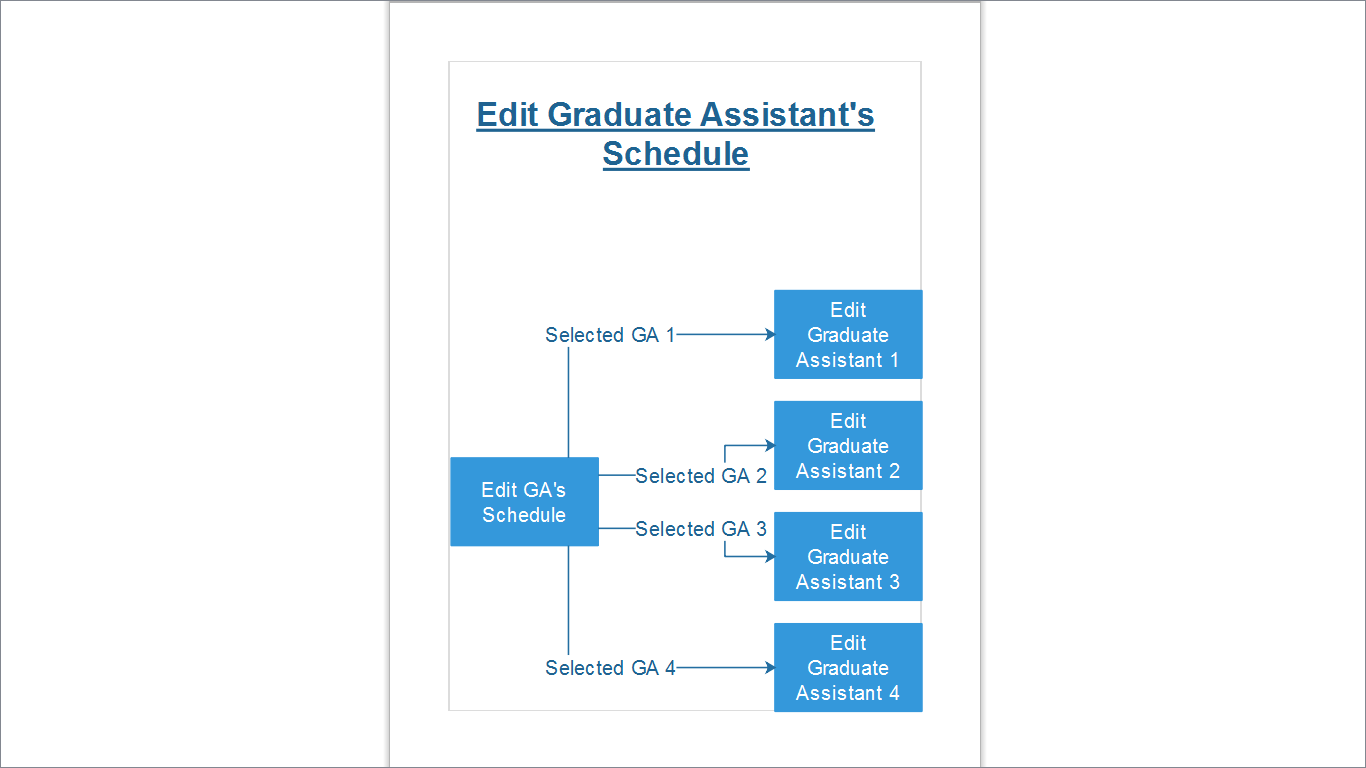 Edit Graduate Assistant's
Schedule
Selected GA 1
Edit
Graduate
Assistant 1
Edit
Graduate
Assistant 2
Selected GA 2
Edit GA's
Schedule
Selected GA 3
Edit
Graduate
Assistant 3
Selected GA 4
Edit
Graduate
Assistant 4